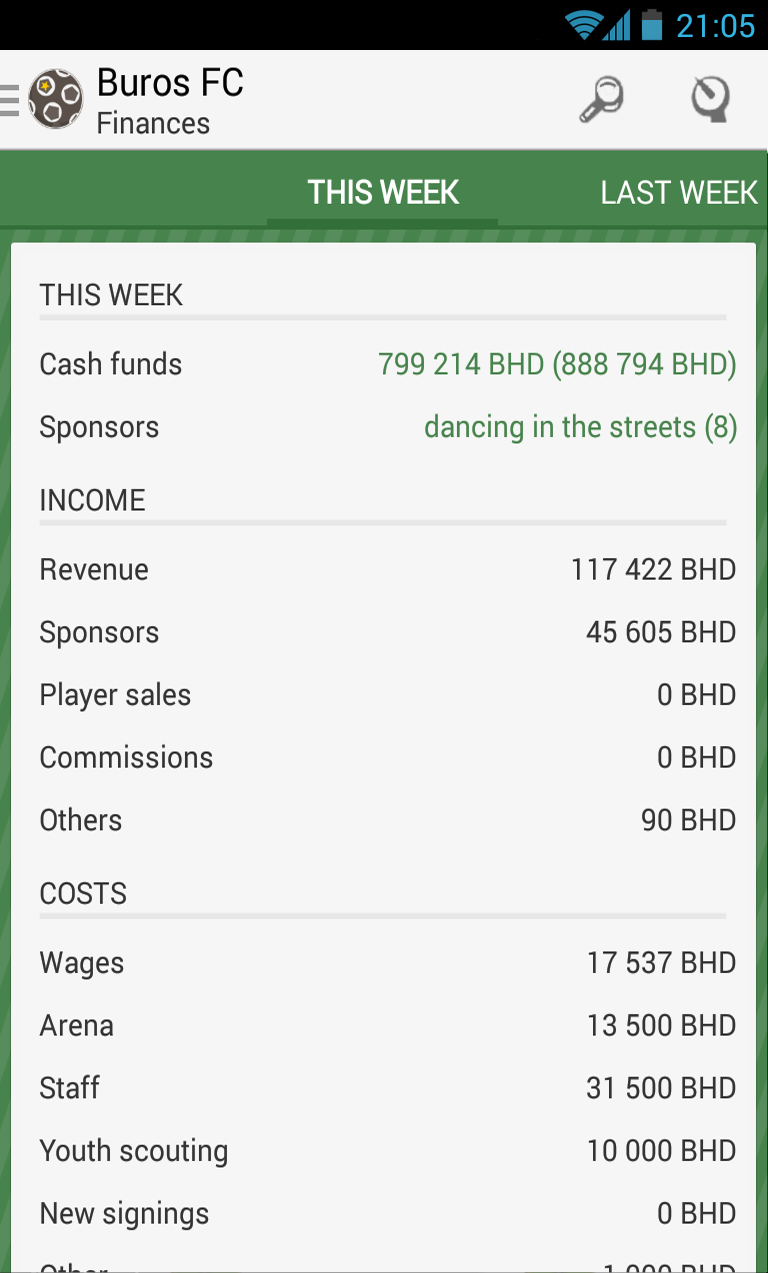 21:05
Buros FC
Finances
THIS WEEK LAST WEEK
THIS WEEK
Cash funds 799 214 BHD (888 794 BHD)
Sponsors dancing in the streets (8)
INCOME
Revenue 117 422 BHD
Sponsors 45 605 BHD
Player sales 0 BHD
Commissions 0 BHD
Others 90 BHD
COSTS
Wages 17 537 BHD
Arena 13 500 BHD
Staff 31 500 BHD
Youth scouting 10 000 BHD
New signings 0 BHD
Other